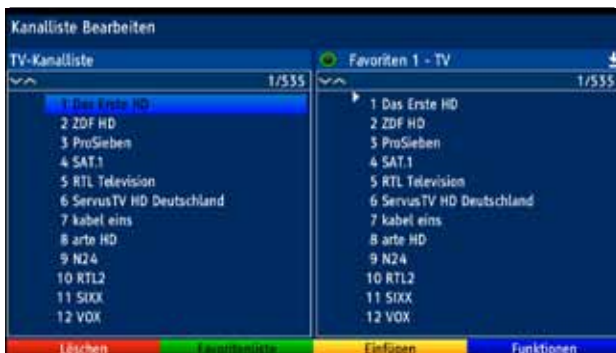 Kanalliste Bearbeiten
TV-Kanalliste
1/535
1 Das Erste HD
2 ZDF HD
3 ProSieben
4 SAT.1
5 RTL Television
6 ServusTV HD Deutschland
7 kabel eins
8 arte HD
9 N24
10 RTL2
11 SIXX
12 VOX
Favoriten 1 - TV
1/535
1 Das Erste HD
2 ZDF HD
3 ProSieben
4 SAT.1
5 RTL Television
6 ServusTV HD Deutschland
7 kabel eins
8 arte HD
9 N24
10 RTL2
11 SIXX
12 VOX
Löschen
Favoritenliste
Einfügen
Funktionen